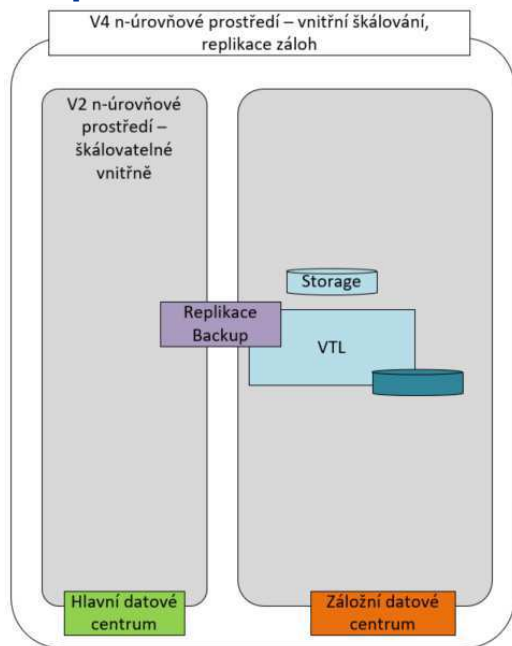 V4 n-úrovňové prostředí – vnitřní škálování,
replikace záloh
V2 n-úrovňové
prostředí –
škálovatelné
vnitřně
Storage
Replikace
Backup
VTL
Hlavní datové
centrum
Záložní datové
centrum